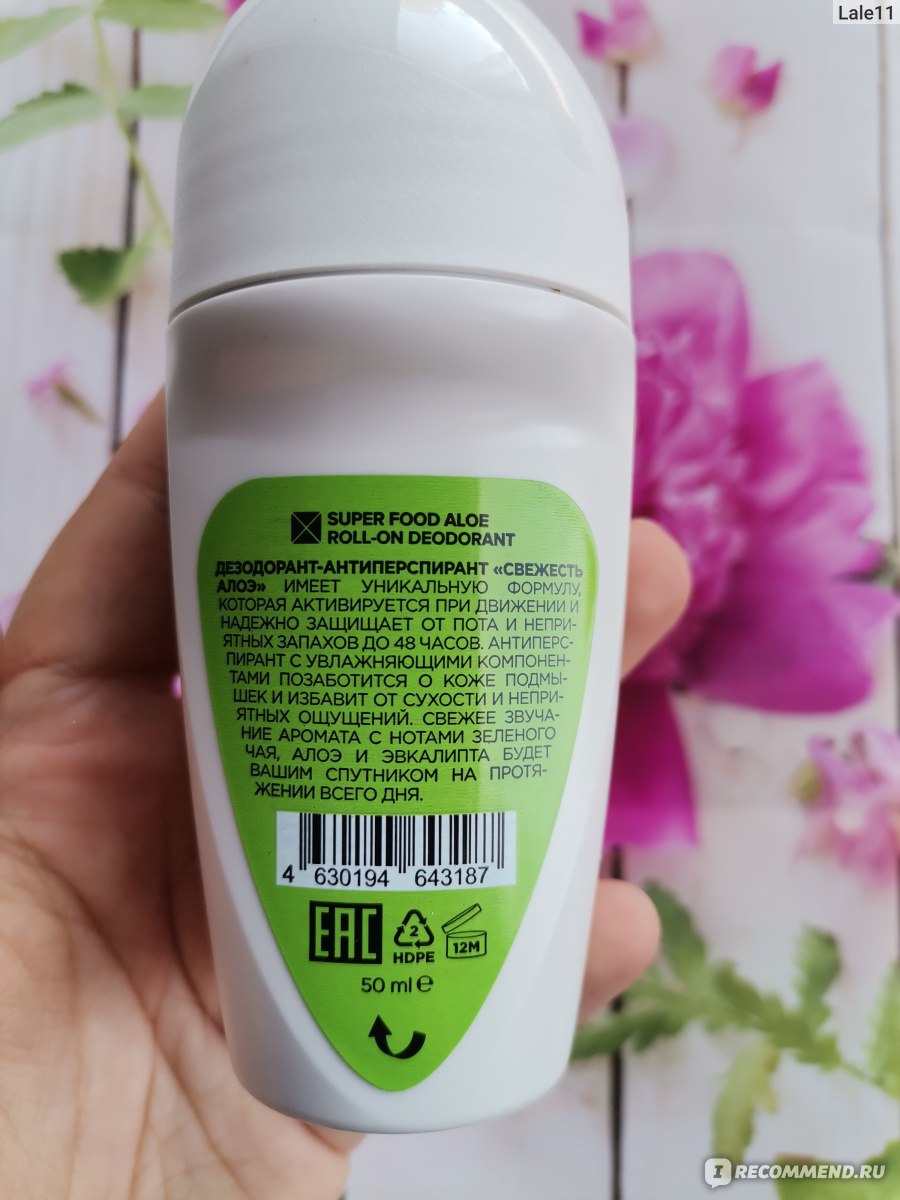 Lale11
SUPER FOOD ALOE
ROLL-ON DEODORANT
ДЕЗОДОРАНТ-АНТИПЕРСПИРАНТ «СВЕЖЕСТЬ
АЛОЭ» ИМЕЕТ УНИКАЛЬНУЮ ФОРМУЛУ,
КОТОРАЯ АКТИВИРУЕТСЯ ПРИ ДВИЖЕНИИ И
НАДЕЖНО ЗАЩИЩАЕТ ОТ ПОТА И НЕПРИ-
ЯТНЫХ ЗАПАХОВ ДО 48 ЧАСОВ. АНТИПЕРС-
ПИРАНТ С УВЛАЖНЯЮЩИМИ КОМПОНЕН-
ТАМИ ПОЗАБОТИТСЯ О КОЖЕ ПОДМЫ-
ШЕК И ИЗБАВИТ ОТ СУХОСТИ И НЕПРИ-
ЯТНЫХ ОЩУЩЕНИЙ. СВЕЖЕЕ ЗВУЧА-
НИЕ АРОМАТА С НОТАМИ ЗЕЛЕНОГО
ЧАЯ, АЛОЭ И ЭВКАЛИПТА БУДЕТ
ВАШИМ СПУТНИКОМ НА ПРОТЯ-
ЖЕНИИ ВСЕГО ДНЯ.
4 630194 643187
EAC 2 HDPE 12M
50 ml e
I RECOMMEND.RU